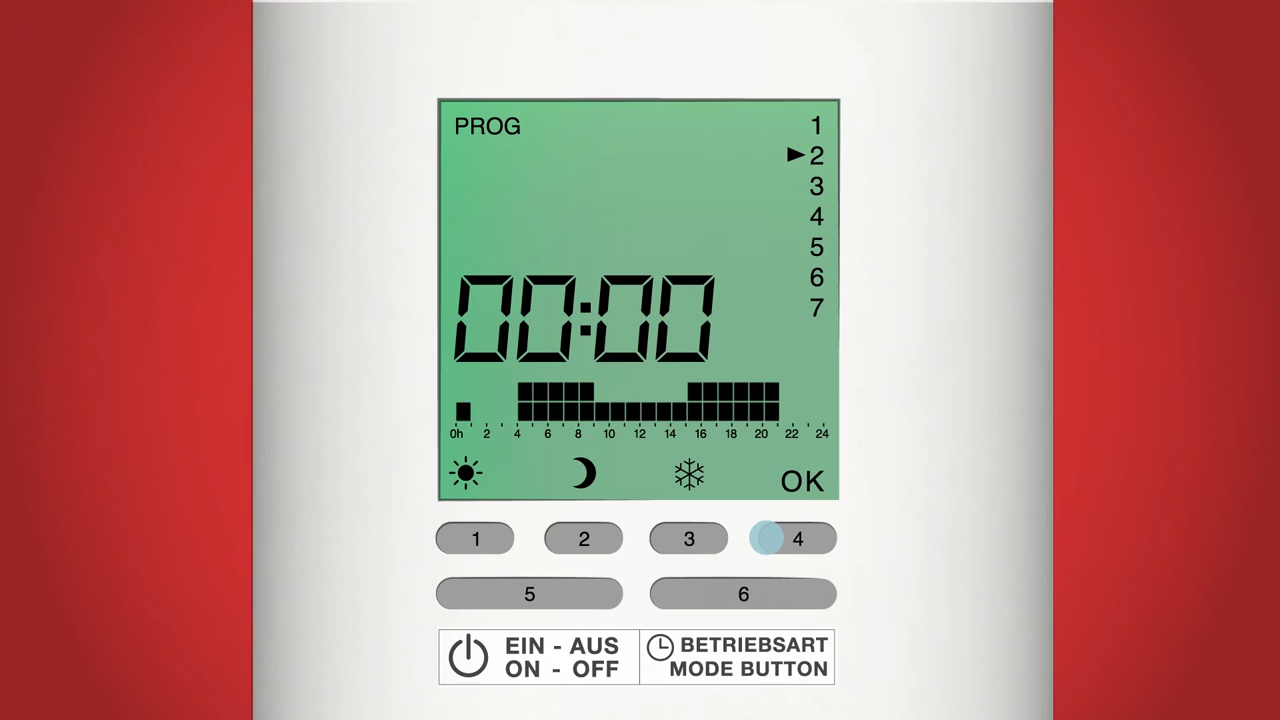 PROG
1
2
3
4
5
6
7
00:00
0h 2 4 6 8 10 12 14 16 18 20 22 24
OK
1 2 3 4
5 6
EIN - AUS
ON - OFF
BETRIEBSART
MODE BUTTON